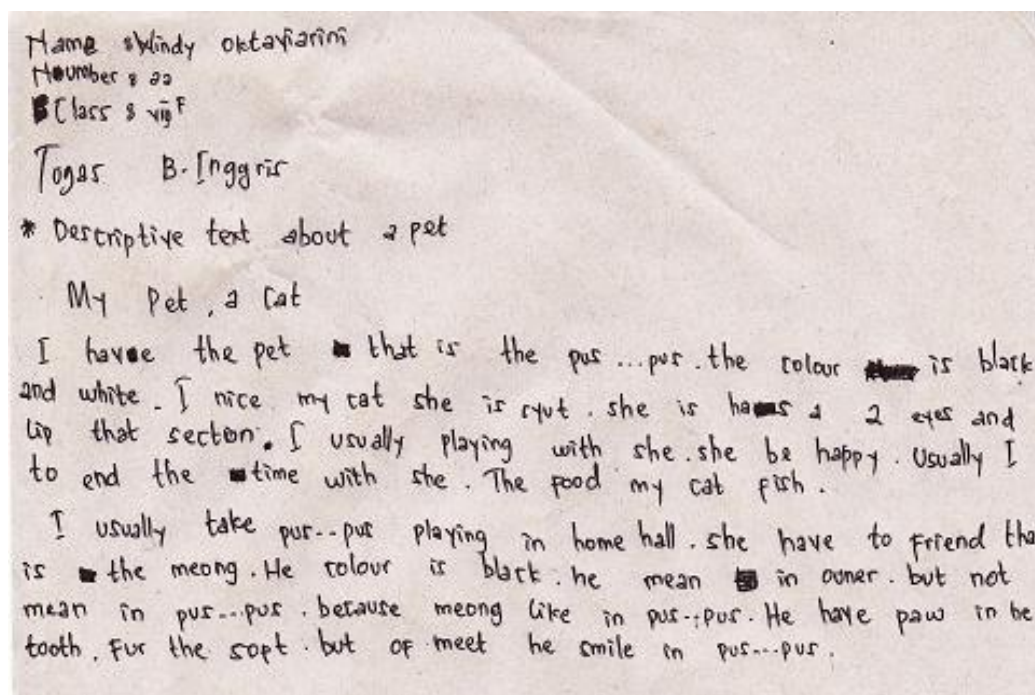 Name : Windy oktaviarini
Nounber : 22
Class : VIII F
Togas B. Inggris
* Descriptive text about a pet
My Pet, a Cat
I havee the pet that is the pus ...pus. the colour is black
and white. I nice my cat she is cyut. she is has a 2 eyes and
Lip that section. I usually playing with she. she be happy. Usually I
to end the time with she. The food my cat fish.
I usually take pus...pus playing in home hall. she have to friend tha
is the meong. He colour is black. he mean in owner. but not
mean in pus...pus. because meong like in pus...pus. He have paw in be
tooth. Fur the soft. but of meet he smile in pus...pus.